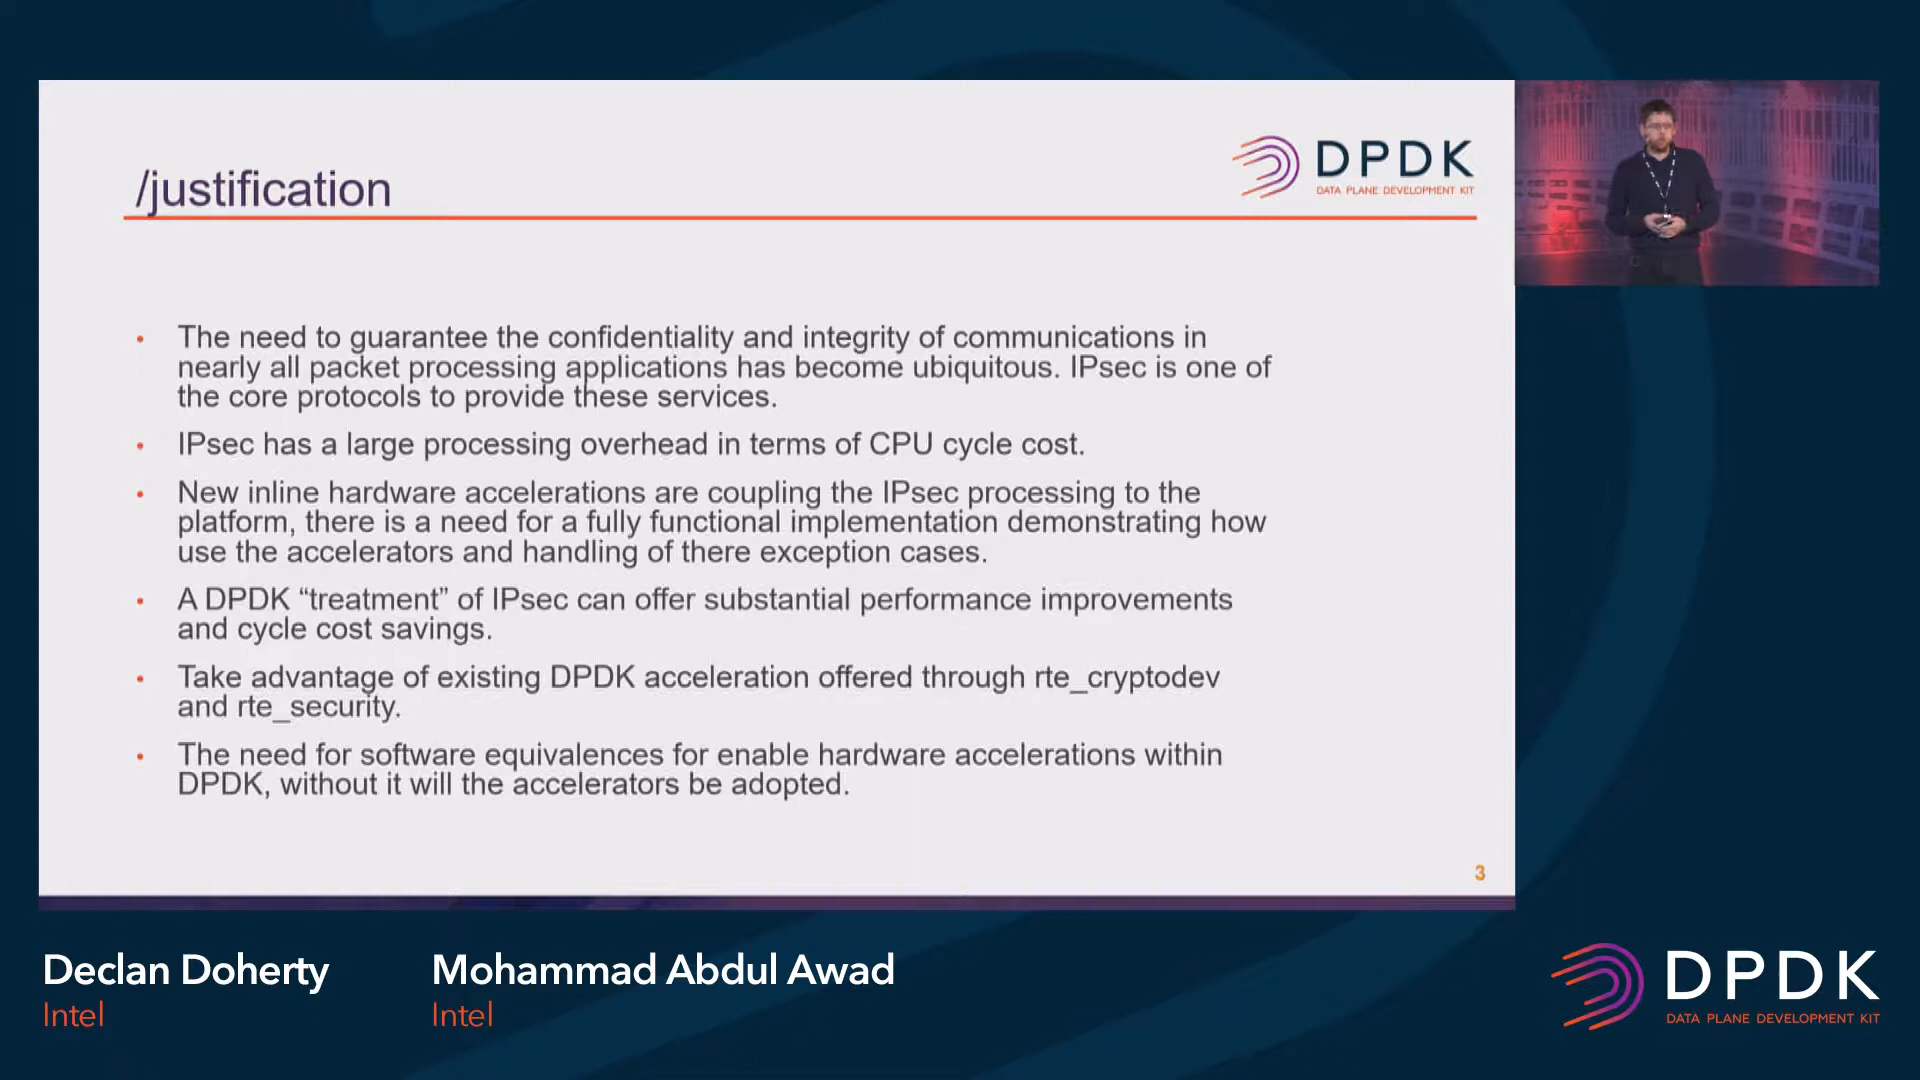 /justification
DPDK
DATA PLANE DEVELOPMENT KIT
• The need to guarantee the confidentiality and integrity of communications in
nearly all packet processing applications has become ubiquitous. IPsec is one of
the core protocols to provide these services.
• IPsec has a large processing overhead in terms of CPU cycle cost.
• New inline hardware accelerations are coupling the IPsec processing to the
platform, there is a need for a fully functional implementation demonstrating how
use the accelerators and handling of there exception cases.
• A DPDK “treatment” of IPsec can offer substantial performance improvements
and cycle cost savings.
• Take advantage of existing DPDK acceleration offered through rte_cryptodev
and rte_security.
• The need for software equivalences for enable hardware accelerations within
DPDK, without it will the accelerators be adopted.
3
Declan Doherty
Intel
Mohammad Abdul Awad
Intel
DPDK
DATA PLANE DEVELOPMENT KIT